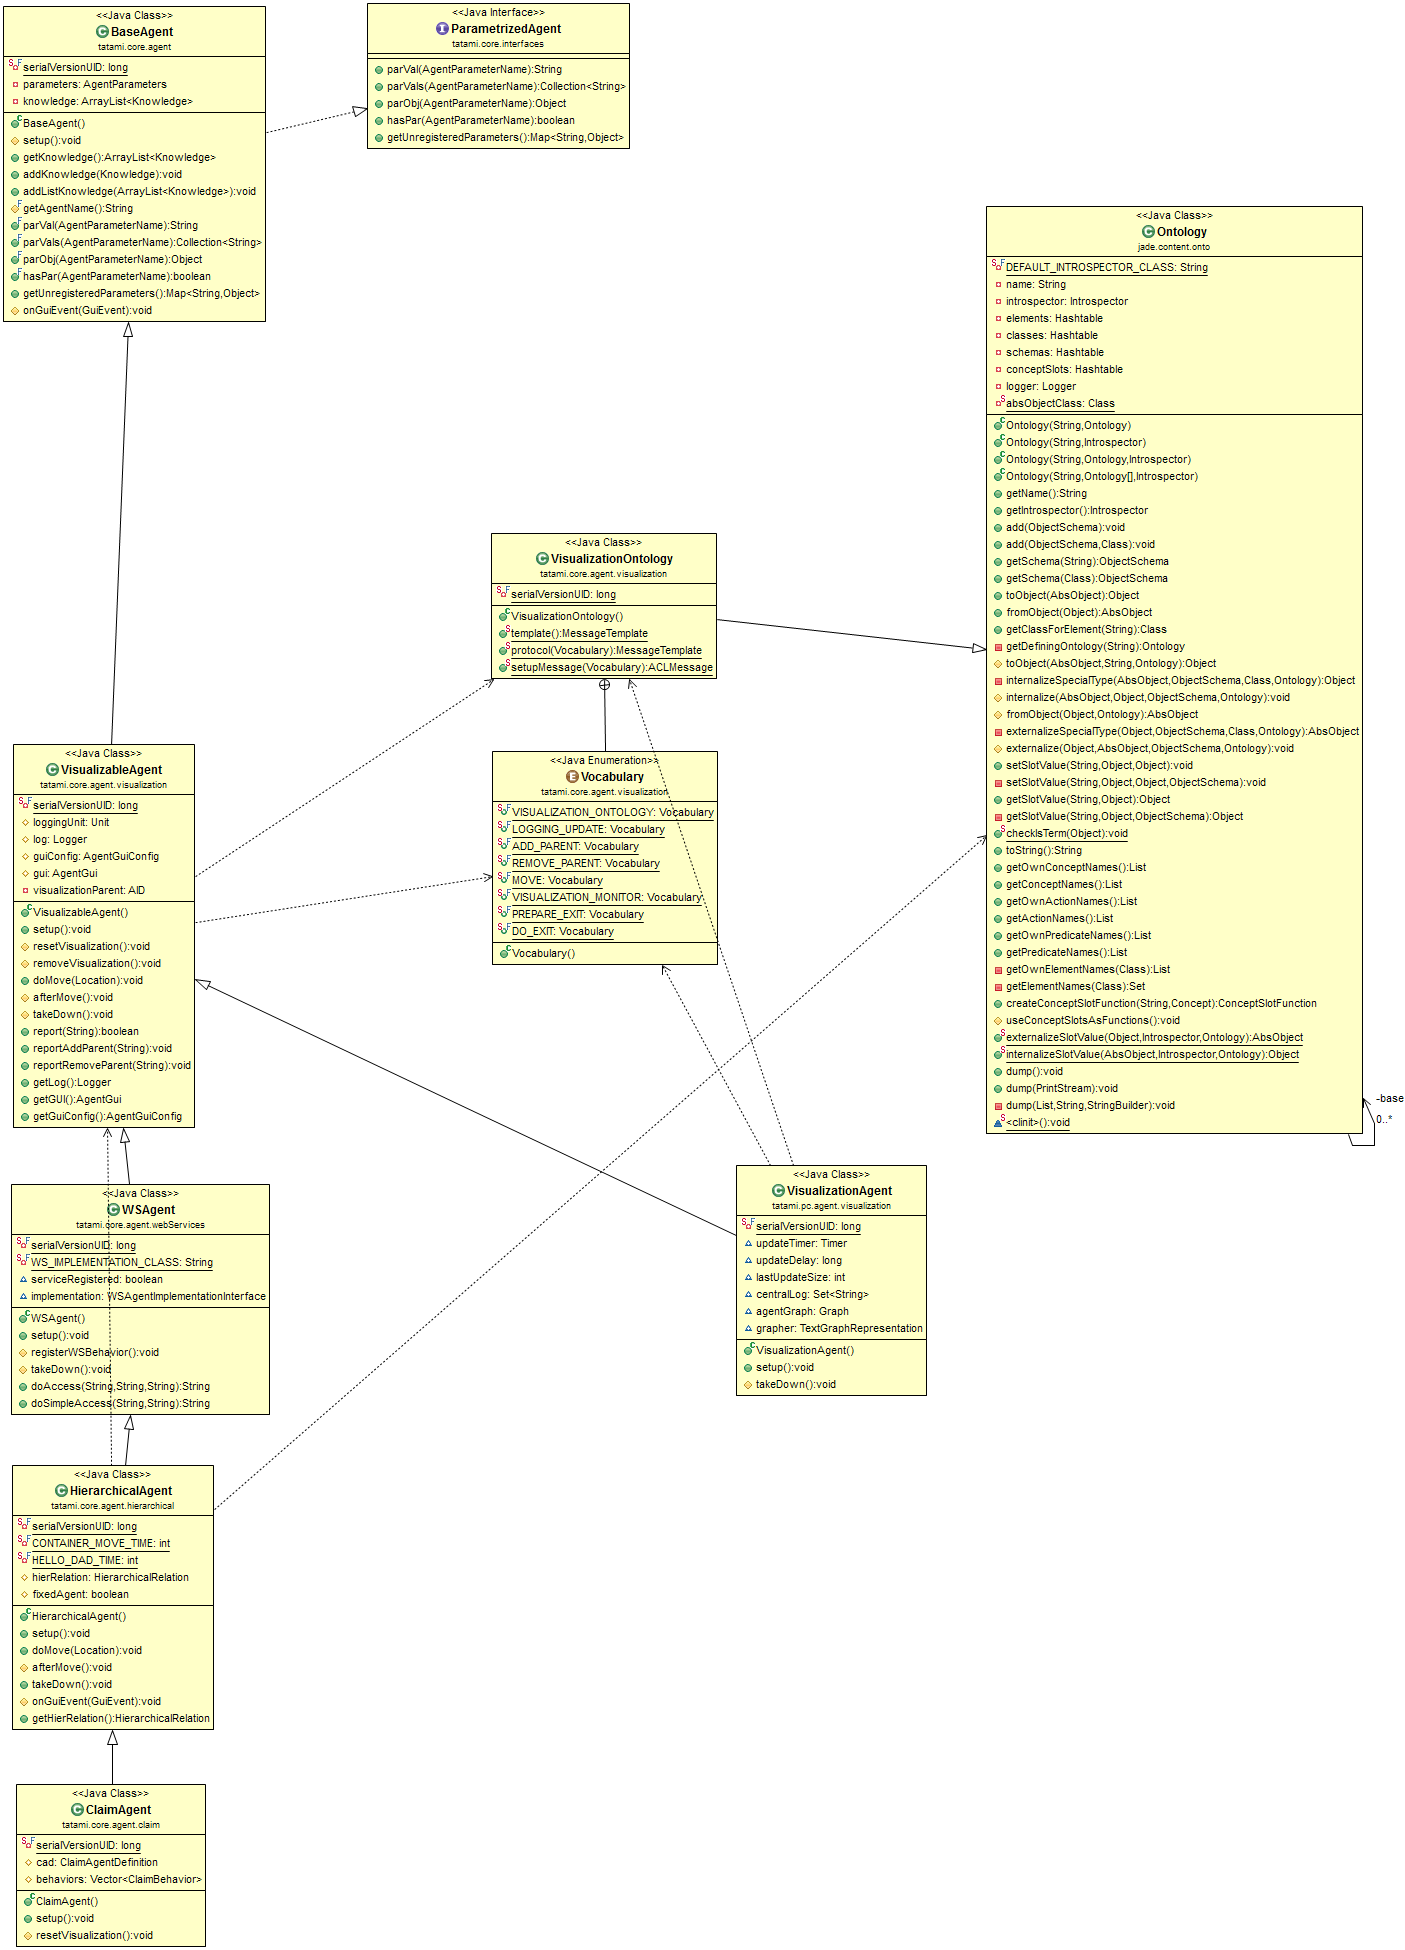 <<Java Class>>
BaseAgent
tatami.core.agent
serialVersionUID: long
parameters: AgentParameters
knowledge: ArrayList<Knowledge>
BaseAgent()
setup():void
getKnowledge():ArrayList<Knowledge>
addKnowledge(Knowledge):void
addListKnowledge(ArrayList<Knowledge>):void
getAgentName():String
parVal(AgentParameterName):String
parVals(AgentParameterName):Collection<String>
parObj(AgentParameterName):Object
hasPar(AgentParameterName):boolean
getUnregisteredParameters():Map<String,Object>
onGuiEvent(GuiEvent):void
<<Java Interface>>
ParametrizedAgent
tatami.core.interfaces
parVal(AgentParameterName):String
parVals(AgentParameterName):Collection<String>
parObj(AgentParameterName):Object
hasPar(AgentParameterName):boolean
getUnregisteredParameters():Map<String,Object>
<<Java Class>>
Ontology
jade.content.onto
DEFAULT_INTROSPECTOR_CLASS: String
name: String
introspector: Introspector
elements: Hashtable
classes: Hashtable
schemas: Hashtable
conceptSlots: Hashtable
logger: Logger
absObjectClass: Class
Ontology(String,Ontology)
Ontology(String,Introspector)
Ontology(String,Ontology,Introspector)
Ontology(String,Ontology[],Introspector)
getName():String
getIntrospector():Introspector
add(ObjectSchema):void
add(ObjectSchema,Class):void
getSchema(String):ObjectSchema
getSchema(Class):ObjectSchema
toObject(AbsObject):Object
fromObject(Object):AbsObject
getClassForElement(String):Class
getDefiningOntology(String):Ontology
toObject(AbsObject,String,Ontology):Object
internalizeSpecialType(AbsObject,ObjectSchema,Class,Ontology):Object
internalize(AbsObject,Object,ObjectSchema,Ontology):void
fromObject(Object,Ontology):AbsObject
externalizeSpecialType(Object,ObjectSchema,Class,Ontology):AbsObject
externalize(Object,AbsObject,ObjectSchema,Ontology):void
setSlotValue(String,Object,Object):void
setSlotValue(String,Object,Object,ObjectSchema):void
getSlotValue(String,Object):Object
getSlotValue(String,Object,ObjectSchema):Object
checkIsTerm(Object):void
toString():String
getOwnConceptNames():List
getConceptNames():List
getOwnActionNames():List
getActionNames():List
getOwnPredicateNames():List
getPredicateNames():List
getOwnElementNames(Class):List
getElementNames(Class):Set
createConceptSlotFunction(String,Concept):ConceptSlotFunction
useConceptSlotsAsFunctions():void
externalizeSlotValue(Object,Introspector,Ontology):AbsObject
internalizeSlotValue(AbsObject,Introspector,Ontology):Object
dump():void
dump(PrintStream):void
dump(List,String,StringBuilder):void
<clinit>():void
-base
0..*
<<Java Class>>
VisualizationOntology
tatami.core.agent.visualization
serialVersionUID: long
VisualizationOntology()
template():MessageTemplate
protocol(Vocabulary):MessageTemplate
setupMessage(Vocabulary):ACLMessage
<<Java Enumeration>>
Vocabulary
tatami.core.agent.visualization
VISUALIZATION_ONTOLOGY: Vocabulary
LOGGING_UPDATE: Vocabulary
ADD_PARENT: Vocabulary
REMOVE_PARENT: Vocabulary
MOVE: Vocabulary
VISUALIZATION_MONITOR: Vocabulary
PREPARE_EXIT: Vocabulary
DO_EXIT: Vocabulary
Vocabulary()
<<Java Class>>
VisualizableAgent
tatami.core.agent.visualization
serialVersionUID: long
loggingUnit: Unit
log: Logger
guiConfig: AgentGuiConfig
gui: AgentGui
visualizationParent: AID
VisualizableAgent()
setup():void
resetVisualization():void
removeVisualization():void
doMove(Location):void
afterMove():void
takeDown():void
report(String):boolean
reportAddParent(String):void
reportRemoveParent(String):void
getLog():Logger
getGUI():AgentGui
getGuiConfig():AgentGuiConfig
<<Java Class>>
WSAgent
tatami.core.agent.webServices
serialVersionUID: long
WS_IMPLEMENTATION_CLASS: String
serviceRegistered: boolean
implementation: WSAgentImplementationInterface
WSAgent()
setup():void
registerWSBehavior():void
takeDown():void
doAccess(String,String,String):String
doSimpleAccess(String,String):String
<<Java Class>>
VisualizationAgent
tatami.pc.agent.visualization
serialVersionUID: long
updateTimer: Timer
updateDelay: long
lastUpdateSize: int
centralLog: Set<String>
agentGraph: Graph
grapher: TextGraphRepresentation
VisualizationAgent()
setup():void
takeDown():void
<<Java Class>>
HierarchicalAgent
tatami.core.agent.hierarchical
serialVersionUID: long
CONTAINER_MOVE_TIME: int
HELLO_DAD_TIME: int
hierRelation: HierarchicalRelation
fixedAgent: boolean
HierarchicalAgent()
setup():void
doMove(Location):void
afterMove():void
takeDown():void
onGuiEvent(GuiEvent):void
getHierRelation():HierarchicalRelation
<<Java Class>>
ClaimAgent
tatami.core.agent.claim
serialVersionUID: long
cad: ClaimAgentDefinition
behaviors: Vector<ClaimBehavior>
ClaimAgent()
setup():void
resetVisualization():void